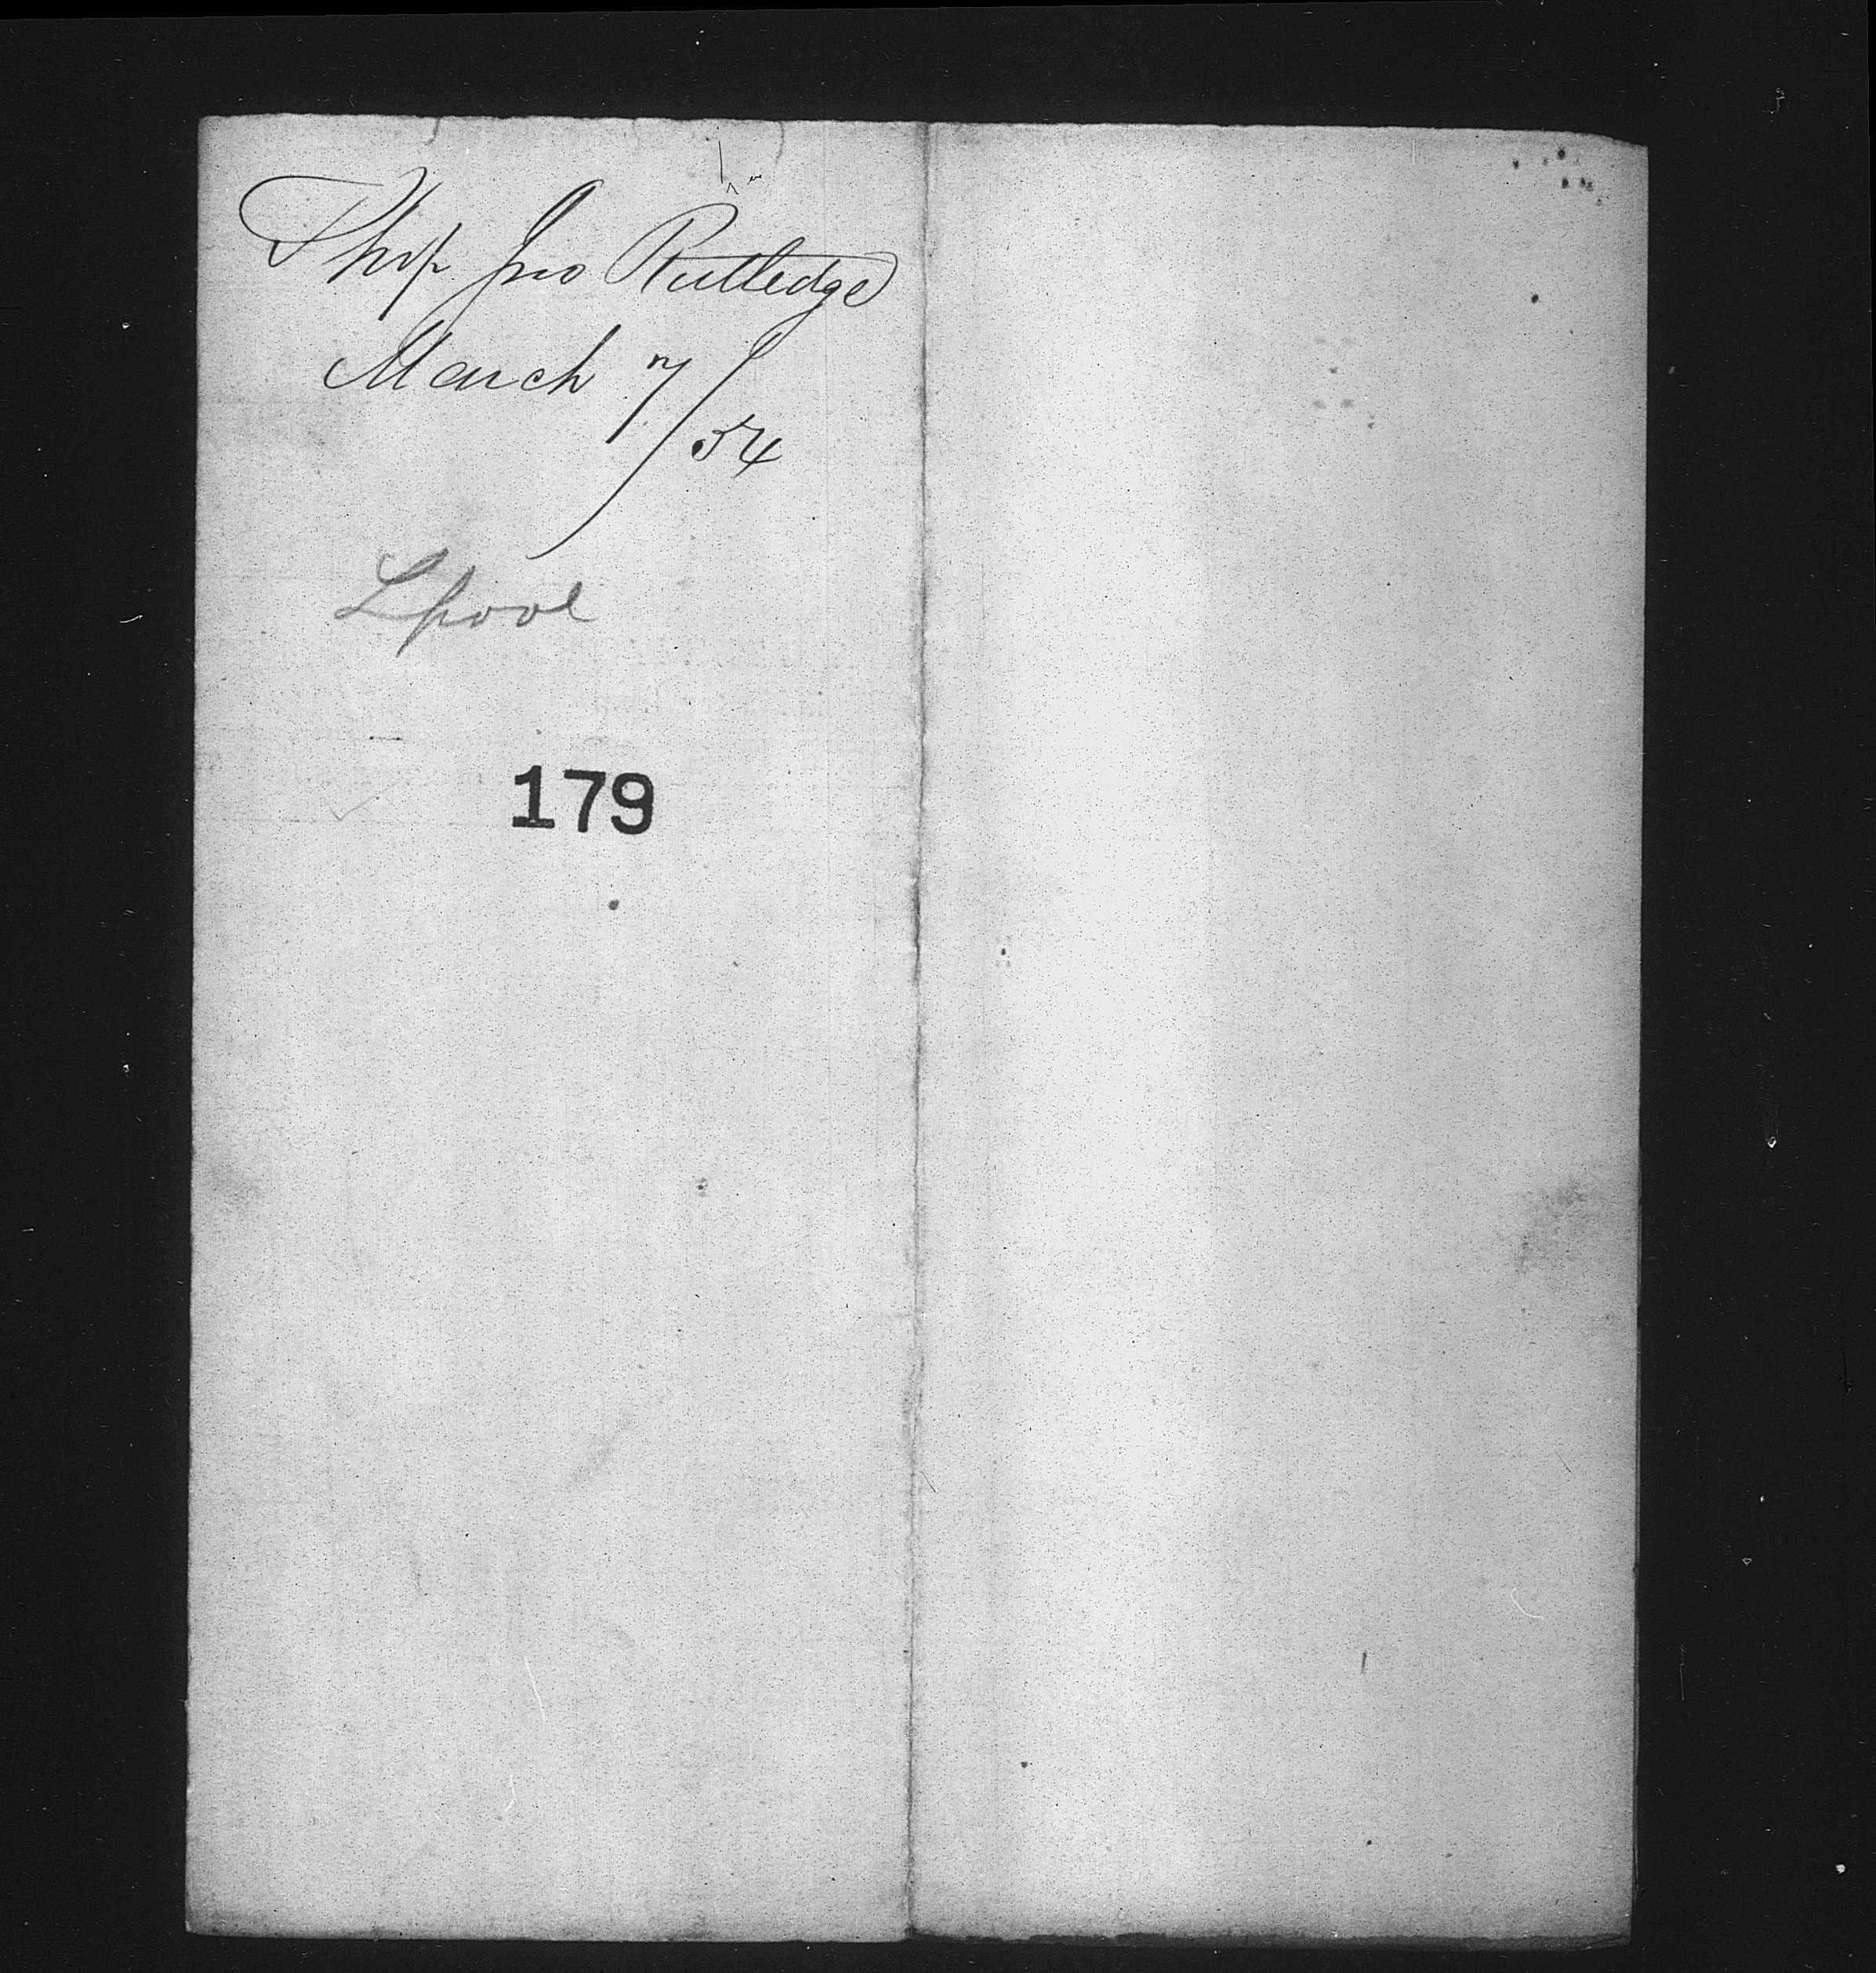 Ship Jno Rutledge
March 7/54
Lpool
179